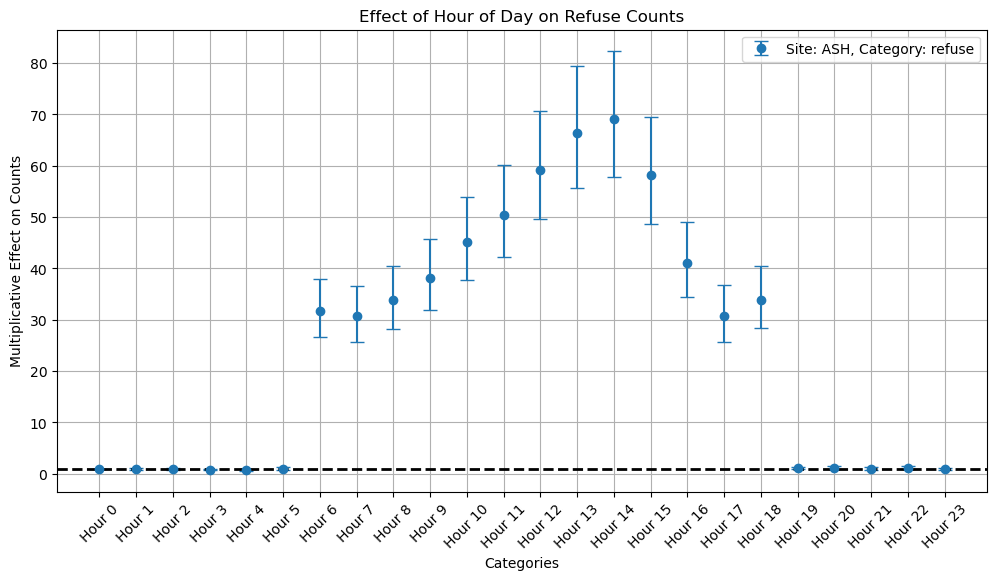 Effect of Hour of Day on Refuse Counts
Site: ASH, Category: refuse
Multiplicative Effect on Counts
80
70
60
50
40
30
20
10
0
Hour 0
Hour 1
Hour 2
Hour 3
Hour 4
Hour 5
Hour 6
Hour 7
Hour 8
Hour 9
Hour 10
Hour 11
Hour 12
Hour 13
Hour 14
Hour 15
Hour 16
Hour 17
Hour 18
Hour 19
Hour 20
Hour 21
Hour 22
Hour 23
Categories